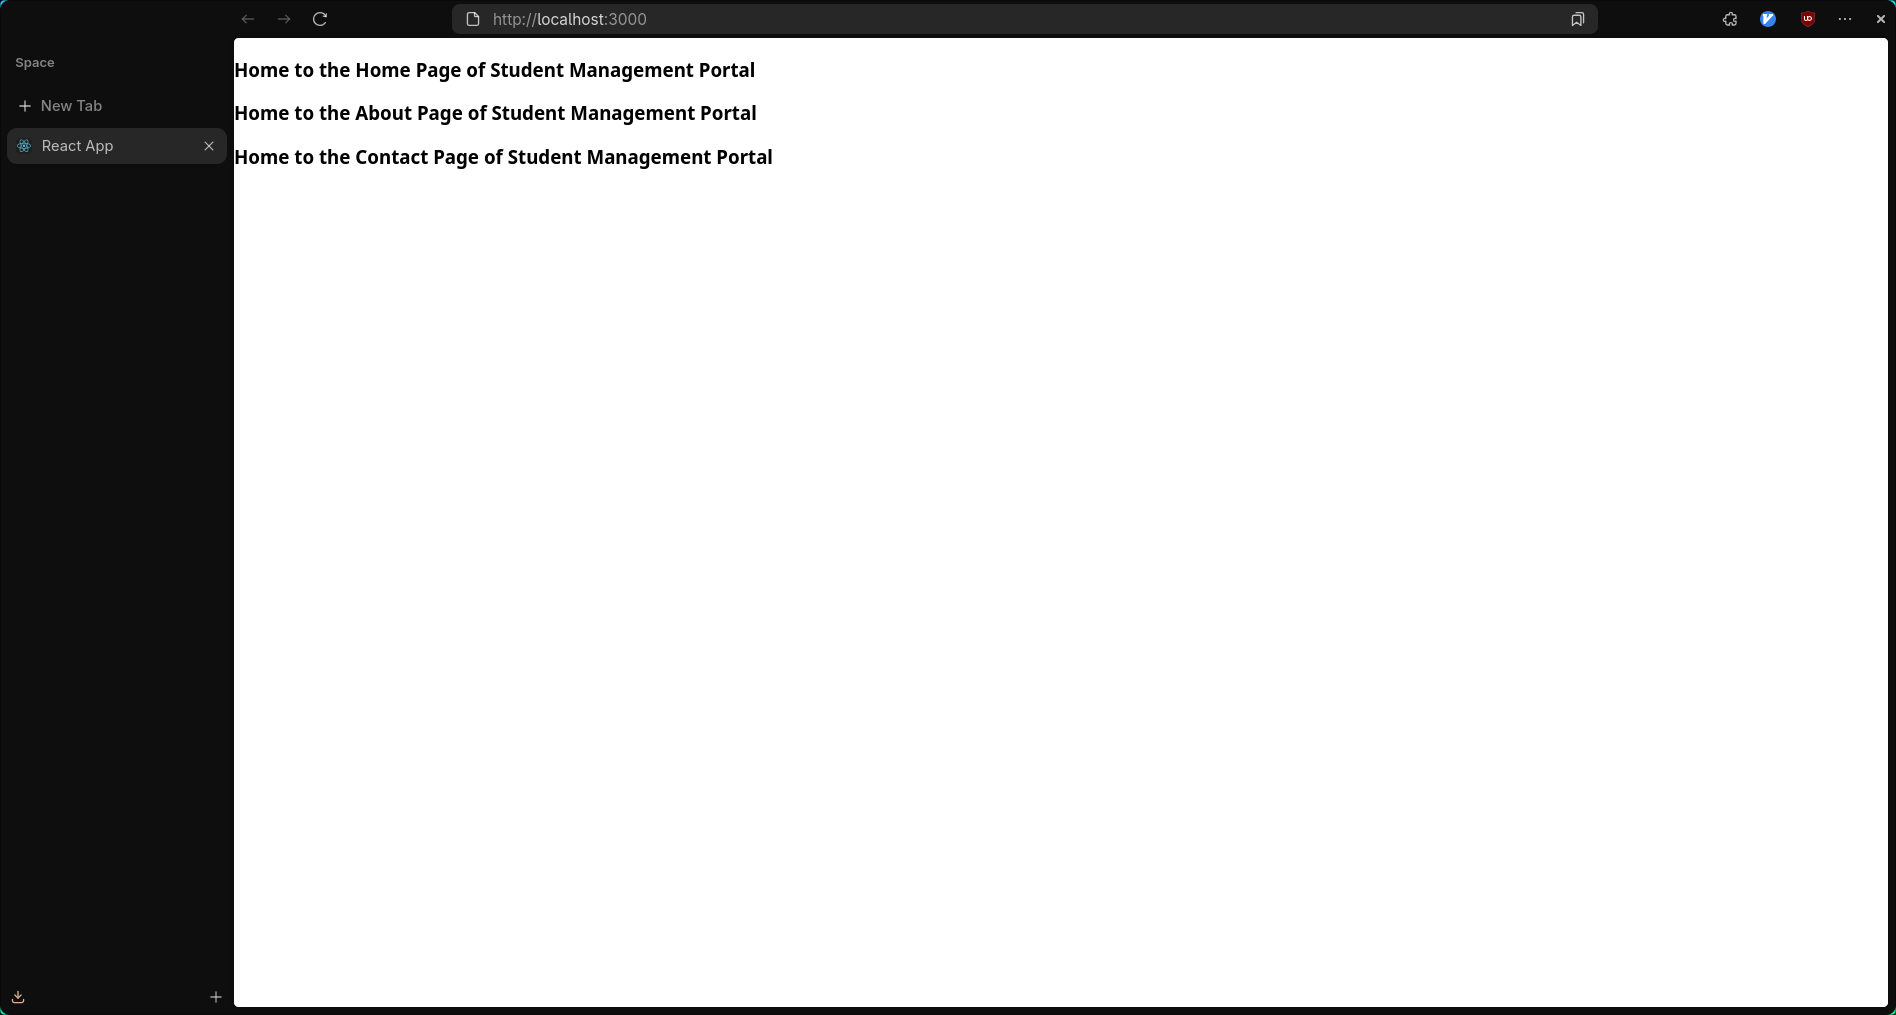 http://localhost:3000
Space
New Tab
React App
Home to the Home Page of Student Management Portal
Home to the About Page of Student Management Portal
Home to the Contact Page of Student Management Portal